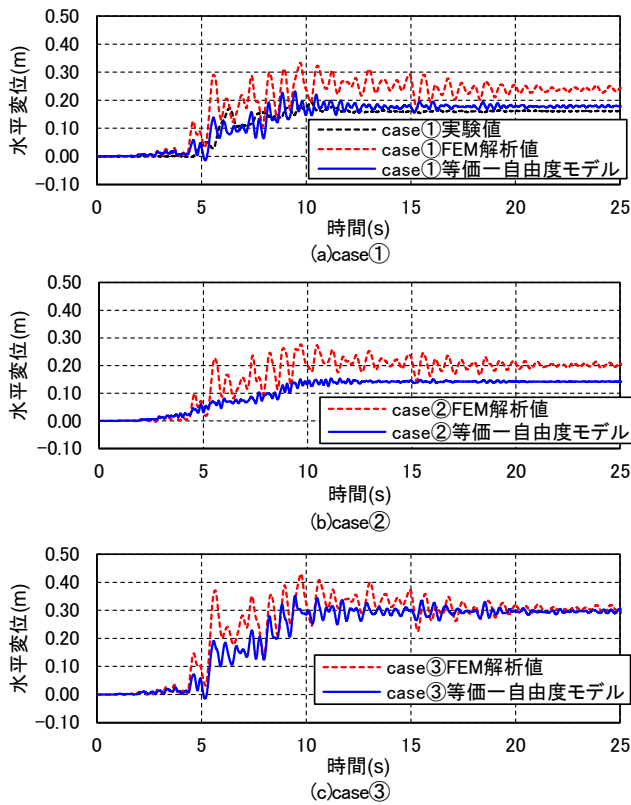 水平変位(m)
0.50
0.40
0.30
0.20
0.10
0.00
−0.10
case①実験値
case①FEM解析値
case①等価一自由度モデル
0 5 10 15 20 25
時間(s)
(a)case①
水平変位(m)
0.50
0.40
0.30
0.20
0.10
0.00
−0.10
case②FEM解析値
case②等価一自由度モデル
0 5 10 15 20 25
時間(s)
(b)case②
水平変位(m)
0.50
0.40
0.30
0.20
0.10
0.00
−0.10
case③FEM解析値
case③等価一自由度モデル
0 5 10 15 20 25
時間(s)
(c)case③